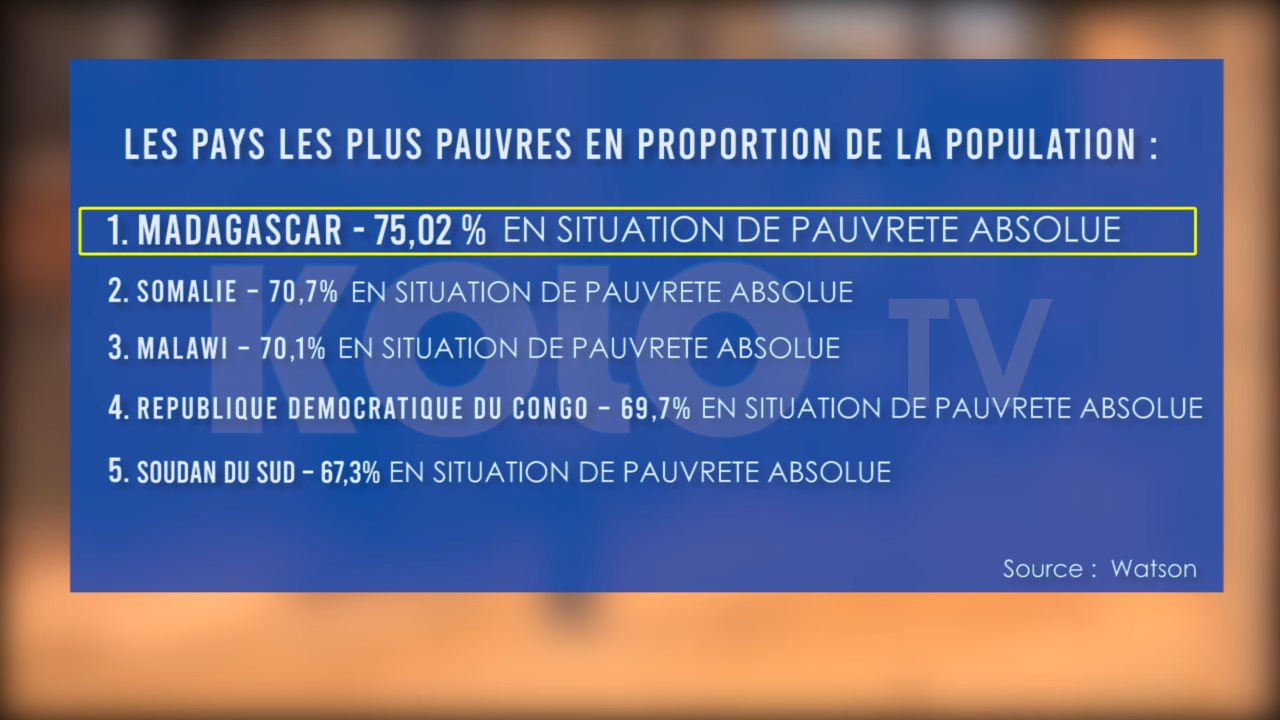 LES PAYS LES PLUS PAUVRES EN PROPORTION DE LA POPULATION :
1. MADAGASCAR - 75,02 % EN SITUATION DE PAUVRETE ABSOLUE
2. SOMALIE – 70,7% EN SITUATION DE PAUVRETE ABSOLUE
3. MALAWI – 70,1% EN SITUATION DE PAUVRETE ABSOLUE
4. REPUBLIQUE DEMOCRATIQUE DU CONGO – 69,7% EN SITUATION DE PAUVRETE ABSOLUE
5. SOUDAN DU SUD – 67,3% EN SITUATION DE PAUVRETE ABSOLUE
KOLO TV
Source : Watson